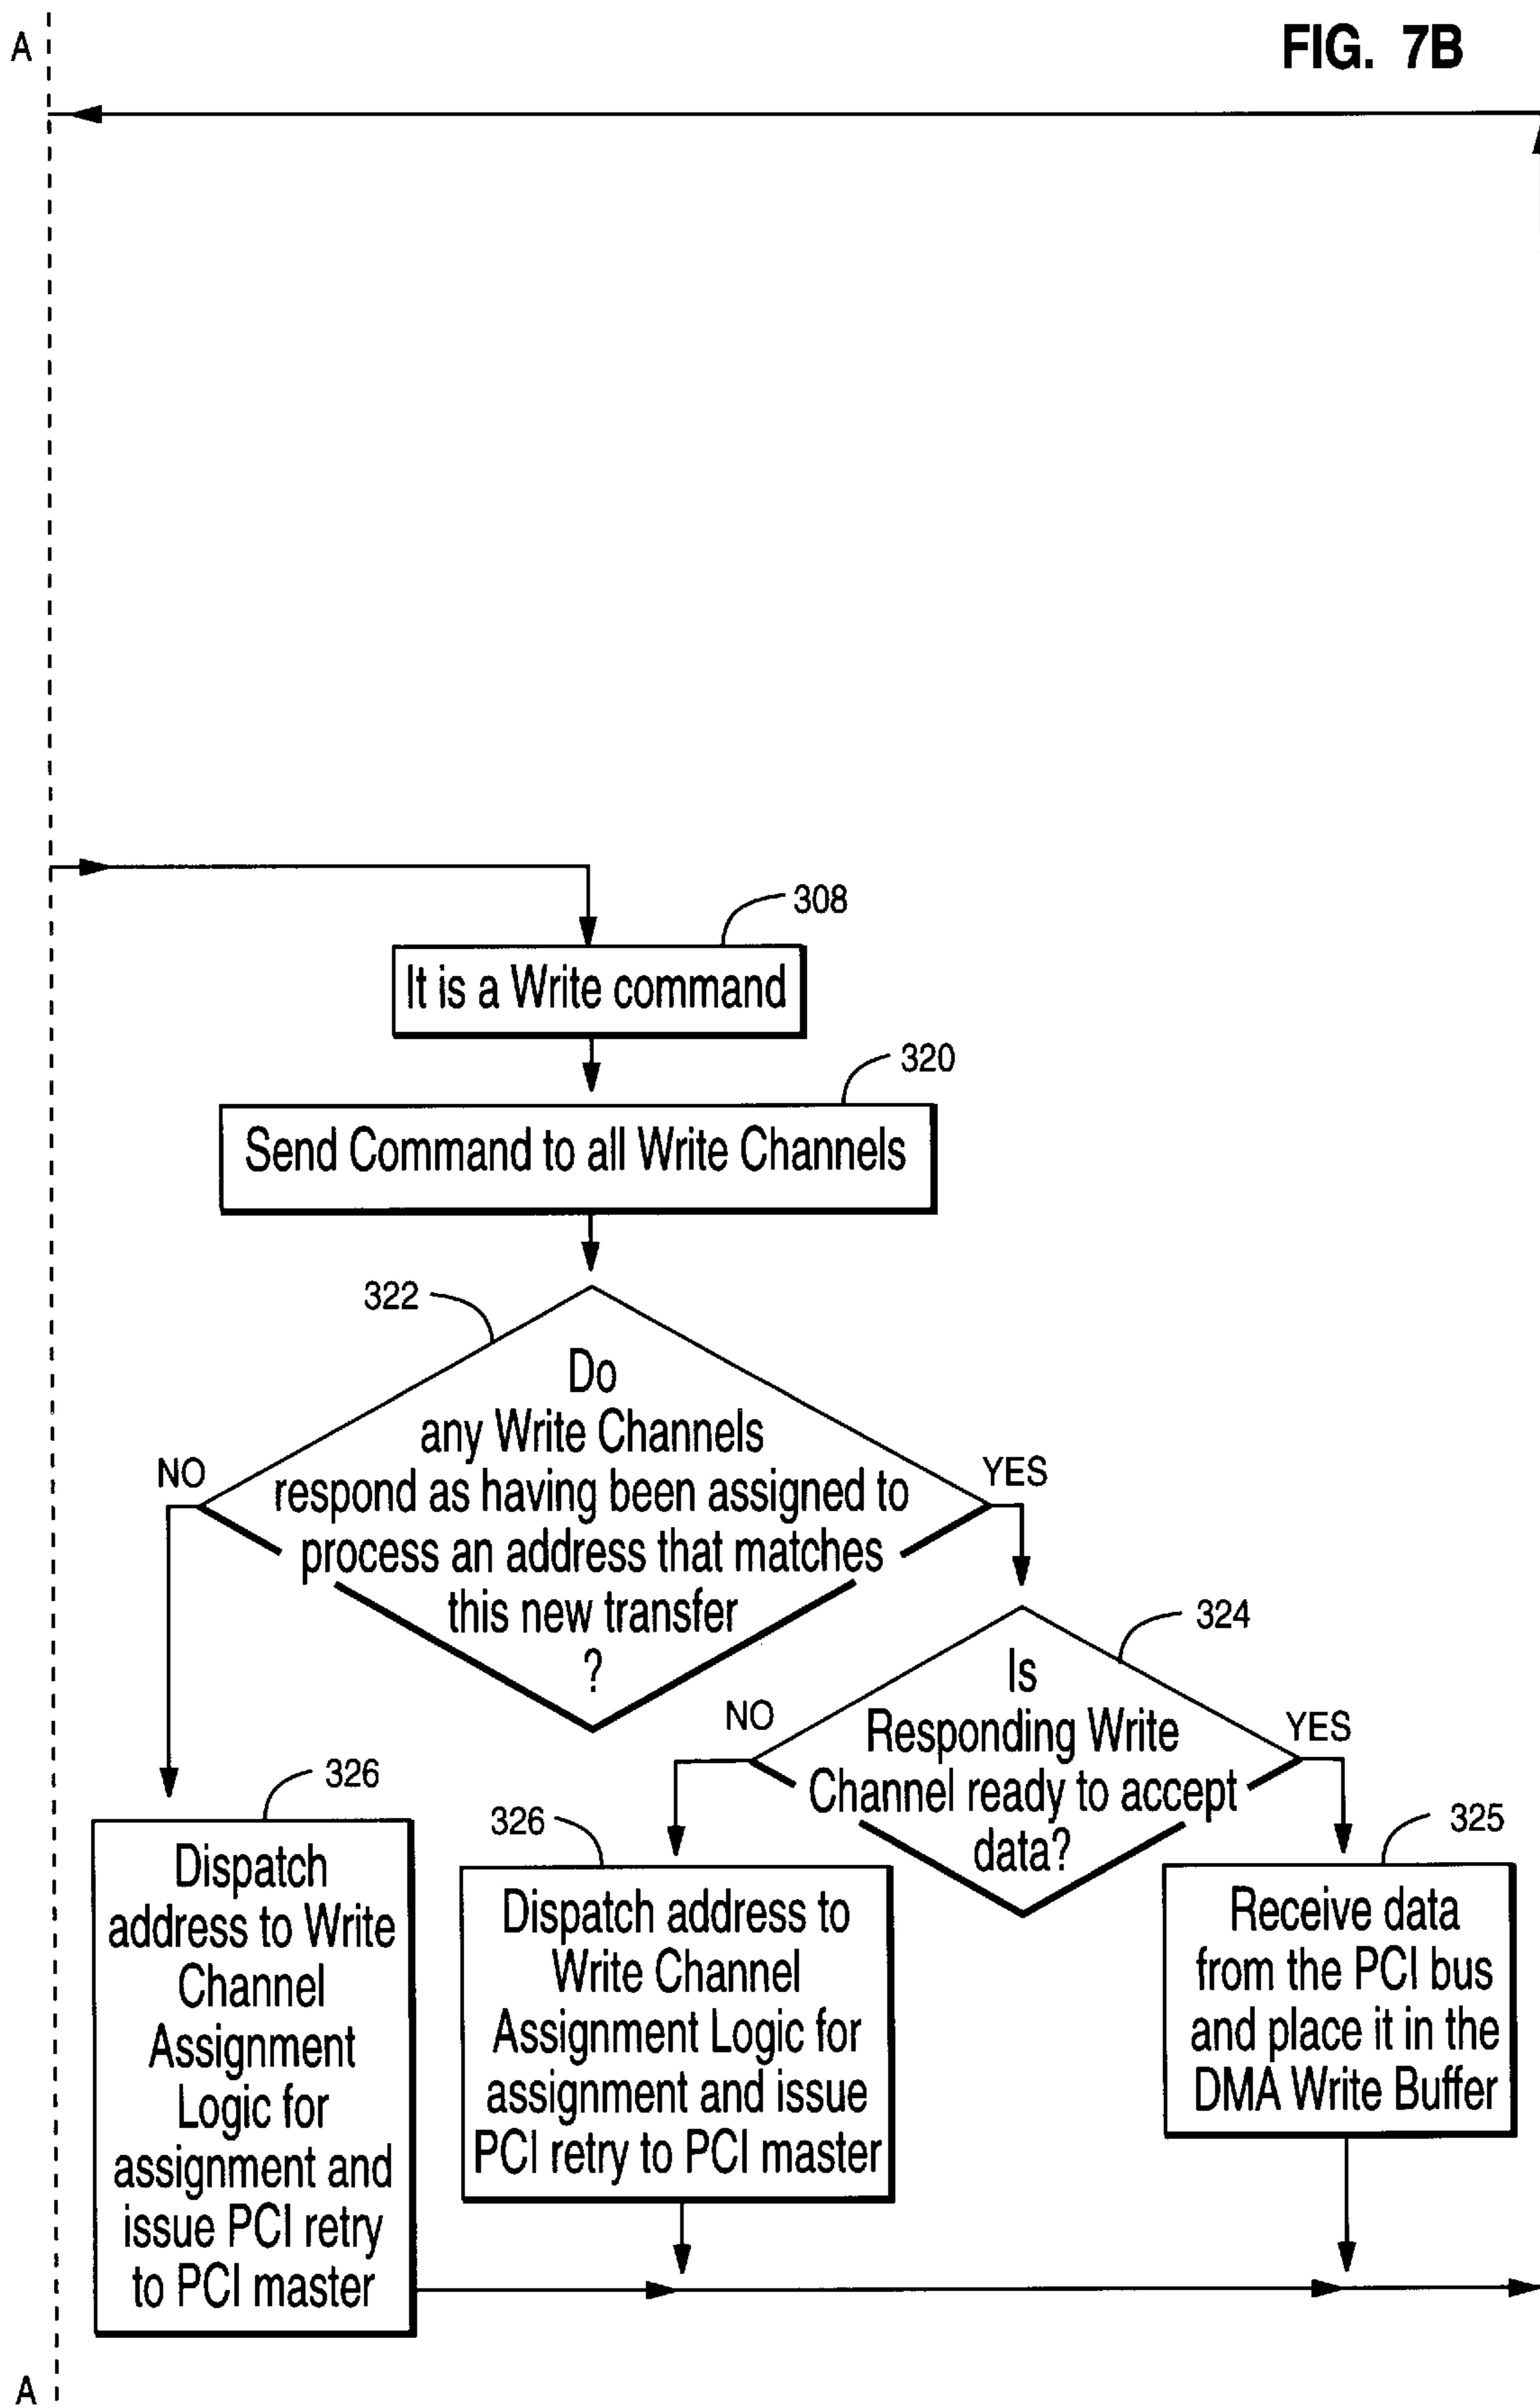 A
FIG. 7B
308
It is a Write command
320
Send Command to all Write Channels
322
Do
any Write Channels
respond as having been assigned to
process an address that matches
this new transfer
?
NO
YES
324
Is
Responding Write
Channel ready to accept
data?
NO
YES
326
Dispatch
address to Write
Channel
Assignment
Logic for
assignment and
issue PCI retry
to PCI master
326
Dispatch address to
Write Channel
Assignment Logic for
assignment and issue
PCI retry to PCI master
325
Receive data
from the PCI bus
and place it in the
DMA Write Buffer
A